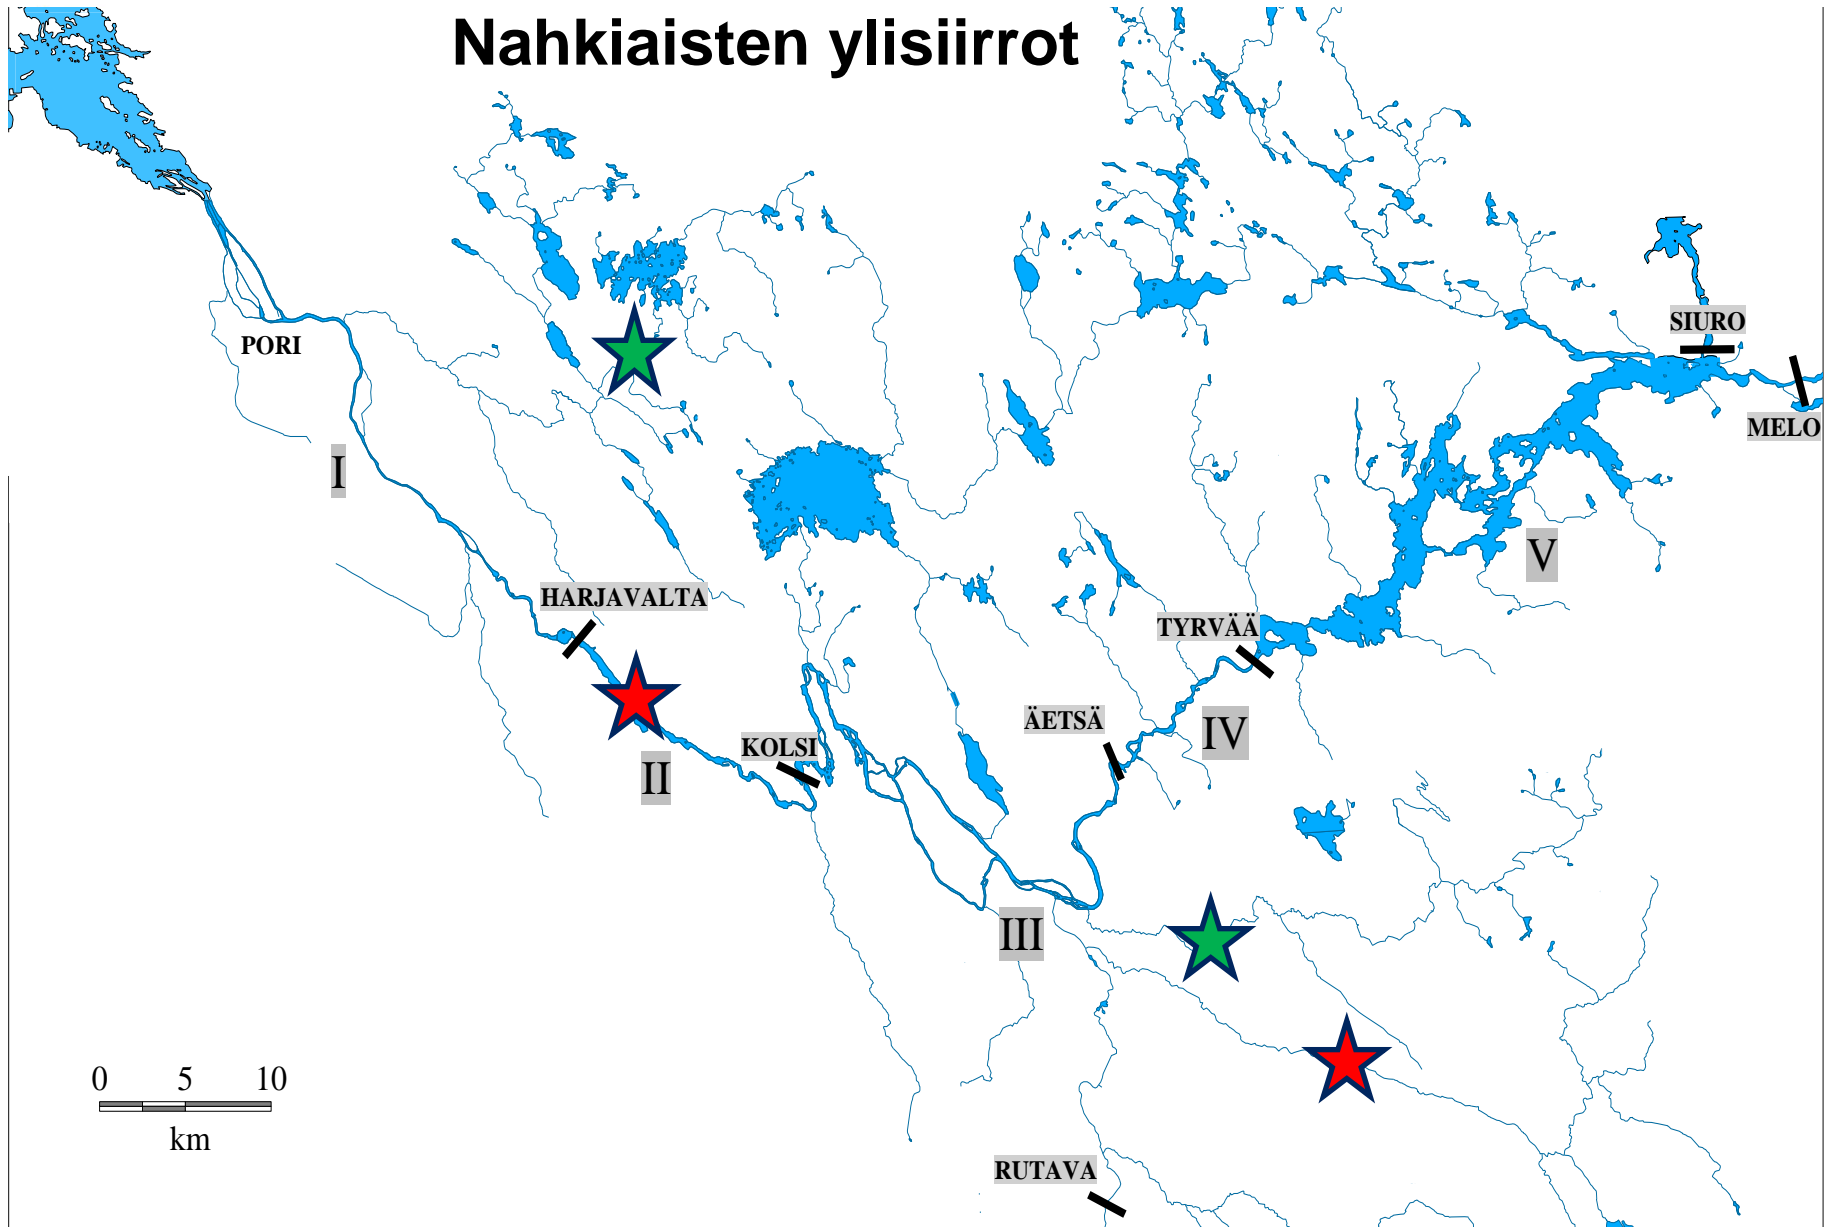 Nahkiaisten ylisiirrot
SIURO
PORI
MELO
I
V
HARJAVALTA
TYRVÄÄ
ÄETSÄ
IV
KOLSI
II
III
0 5 10
km
RUTAVA